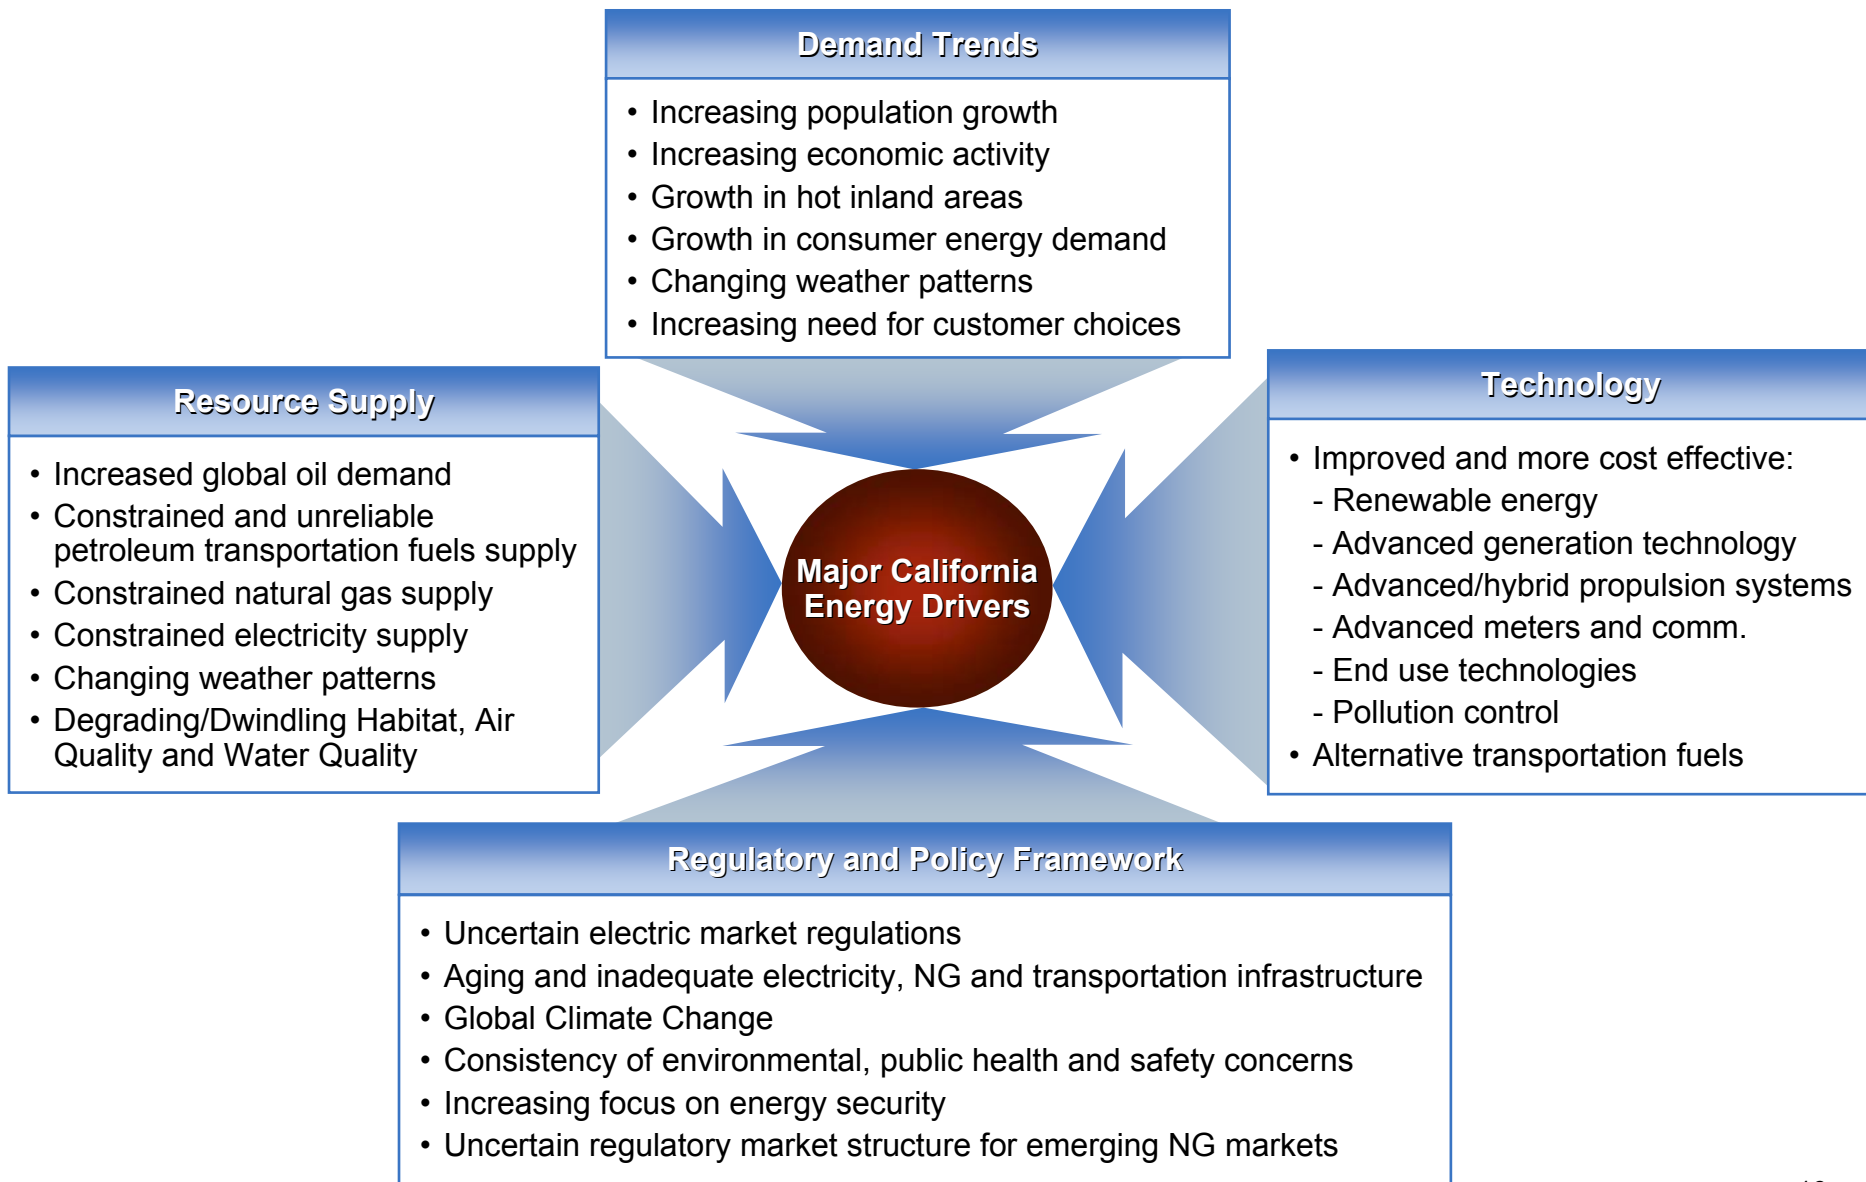 Demand Trends
• Increasing population growth
• Increasing economic activity
• Growth in hot inland areas
• Growth in consumer energy demand
• Changing weather patterns
• Increasing need for customer choices
Resource Supply
• Increased global oil demand
• Constrained and unreliable
petroleum transportation fuels supply
• Constrained natural gas supply
• Constrained electricity supply
• Changing weather patterns
• Degrading/Dwindling Habitat, Air
Quality and Water Quality
Major California
Energy Drivers
Technology
• Improved and more cost effective:
- Renewable energy
- Advanced generation technology
- Advanced/hybrid propulsion systems
- Advanced meters and comm.
- End use technologies
- Pollution control
• Alternative transportation fuels
Regulatory and Policy Framework
• Uncertain electric market regulations
• Aging and inadequate electricity, NG and transportation infrastructure
• Global Climate Change
• Consistency of environmental, public health and safety concerns
• Increasing focus on energy security
• Uncertain regulatory market structure for emerging NG markets